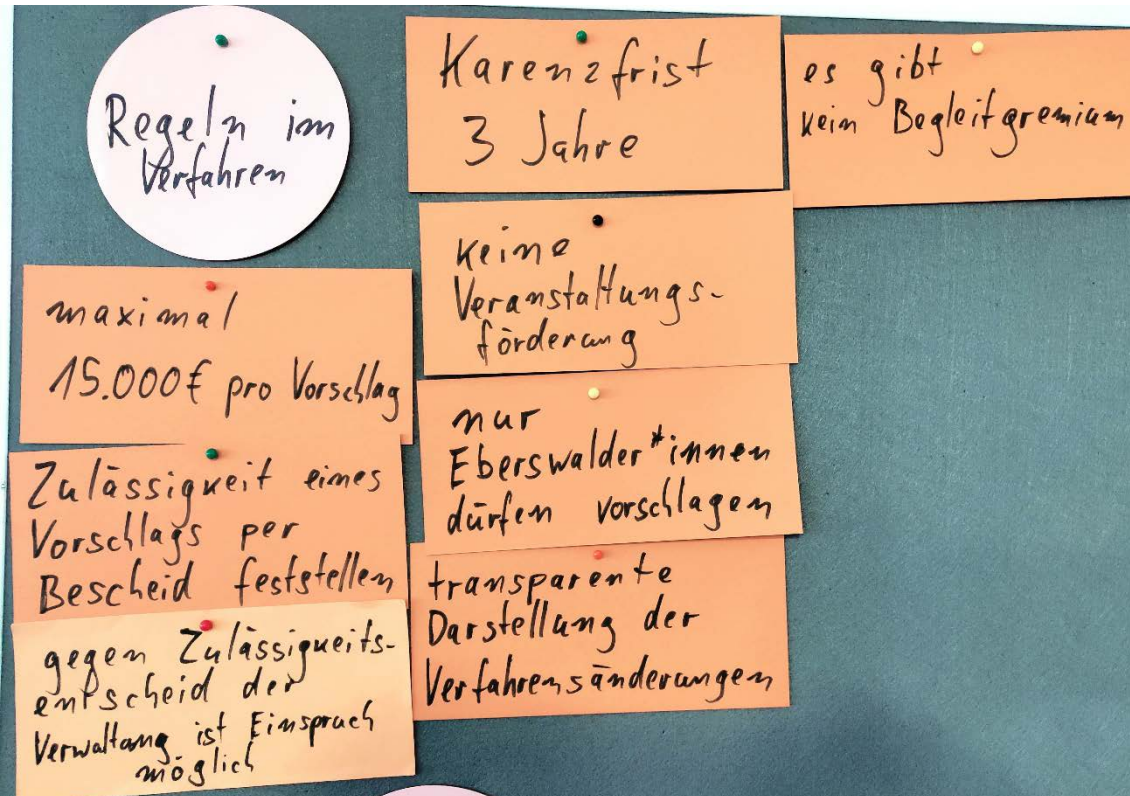 Regeln im
Verfahren
maximal
15.000€ pro Vorschlag
Zulässigkeit eines
Vorschlags per
Bescheid feststellen
gegen Zulässigkeits-
entscheid der
Verwaltung ist Einspruch
möglich
Karenzfrist
3 Jahre
keine
Veranstaltungs-
förderung
nur
Eberswalder*innen
dürfen vorschlagen
transparente
Darstellung der
Verfahrensänderungen
es gibt
kein Begleitgremium